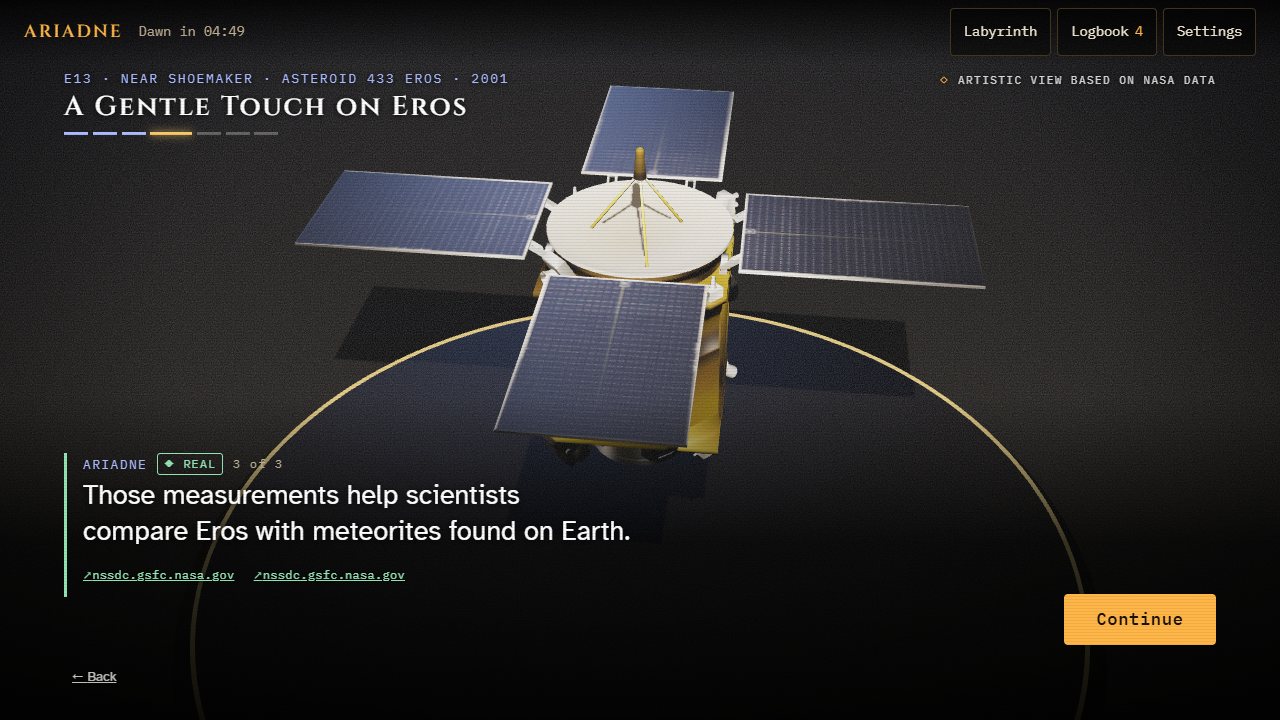 ARIADNE Dawn in 04:49 Labyrinth Logbook 4 Settings
E13 · NEAR SHOEMAKER · ASTEROID 433 EROS · 2001
◇ ARTISTIC VIEW BASED ON NASA DATA
A Gentle Touch on Eros
ARIADNE ◆ REAL 3 of 3
Those measurements help scientists
compare Eros with meteorites found on Earth.
↗nssdc.gsfc.nasa.gov ↗nssdc.gsfc.nasa.gov
Continue
← Back